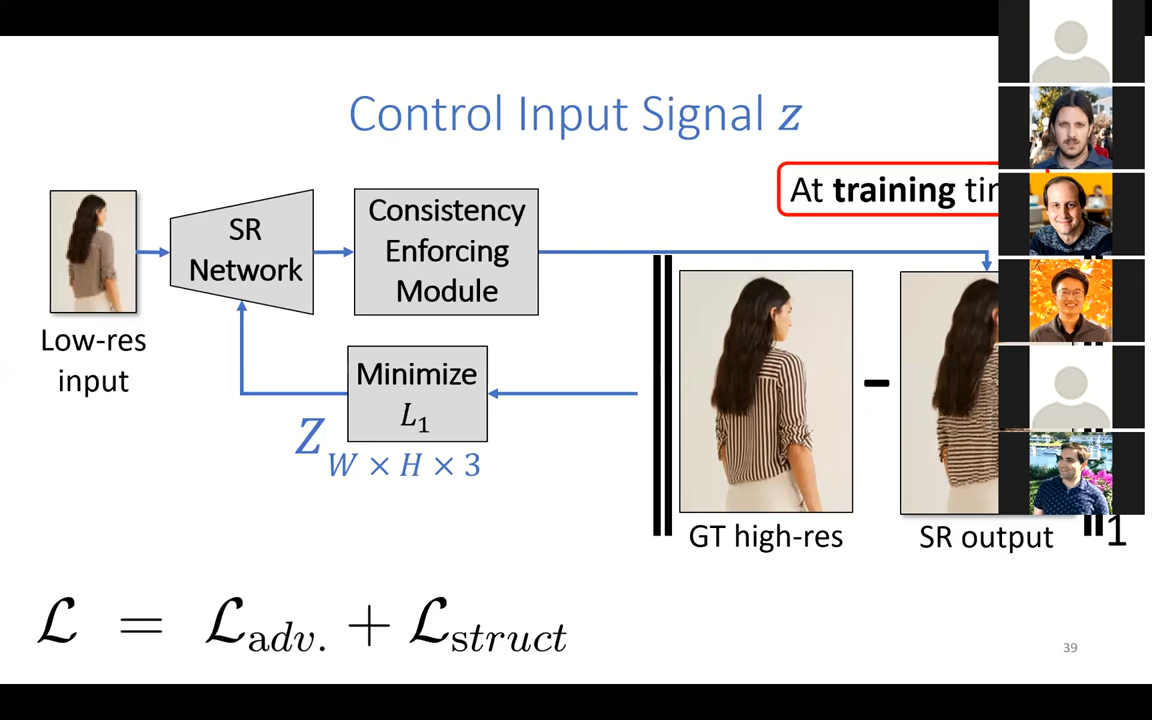 Control Input Signal z
At training
SR
Network
Consistency
Enforcing
Module
Low-res
input
Minimize
L₁
Z W × H × 3
GT high-res
-
SR output
1
ℒ = ℒadv. + ℒstruct
39